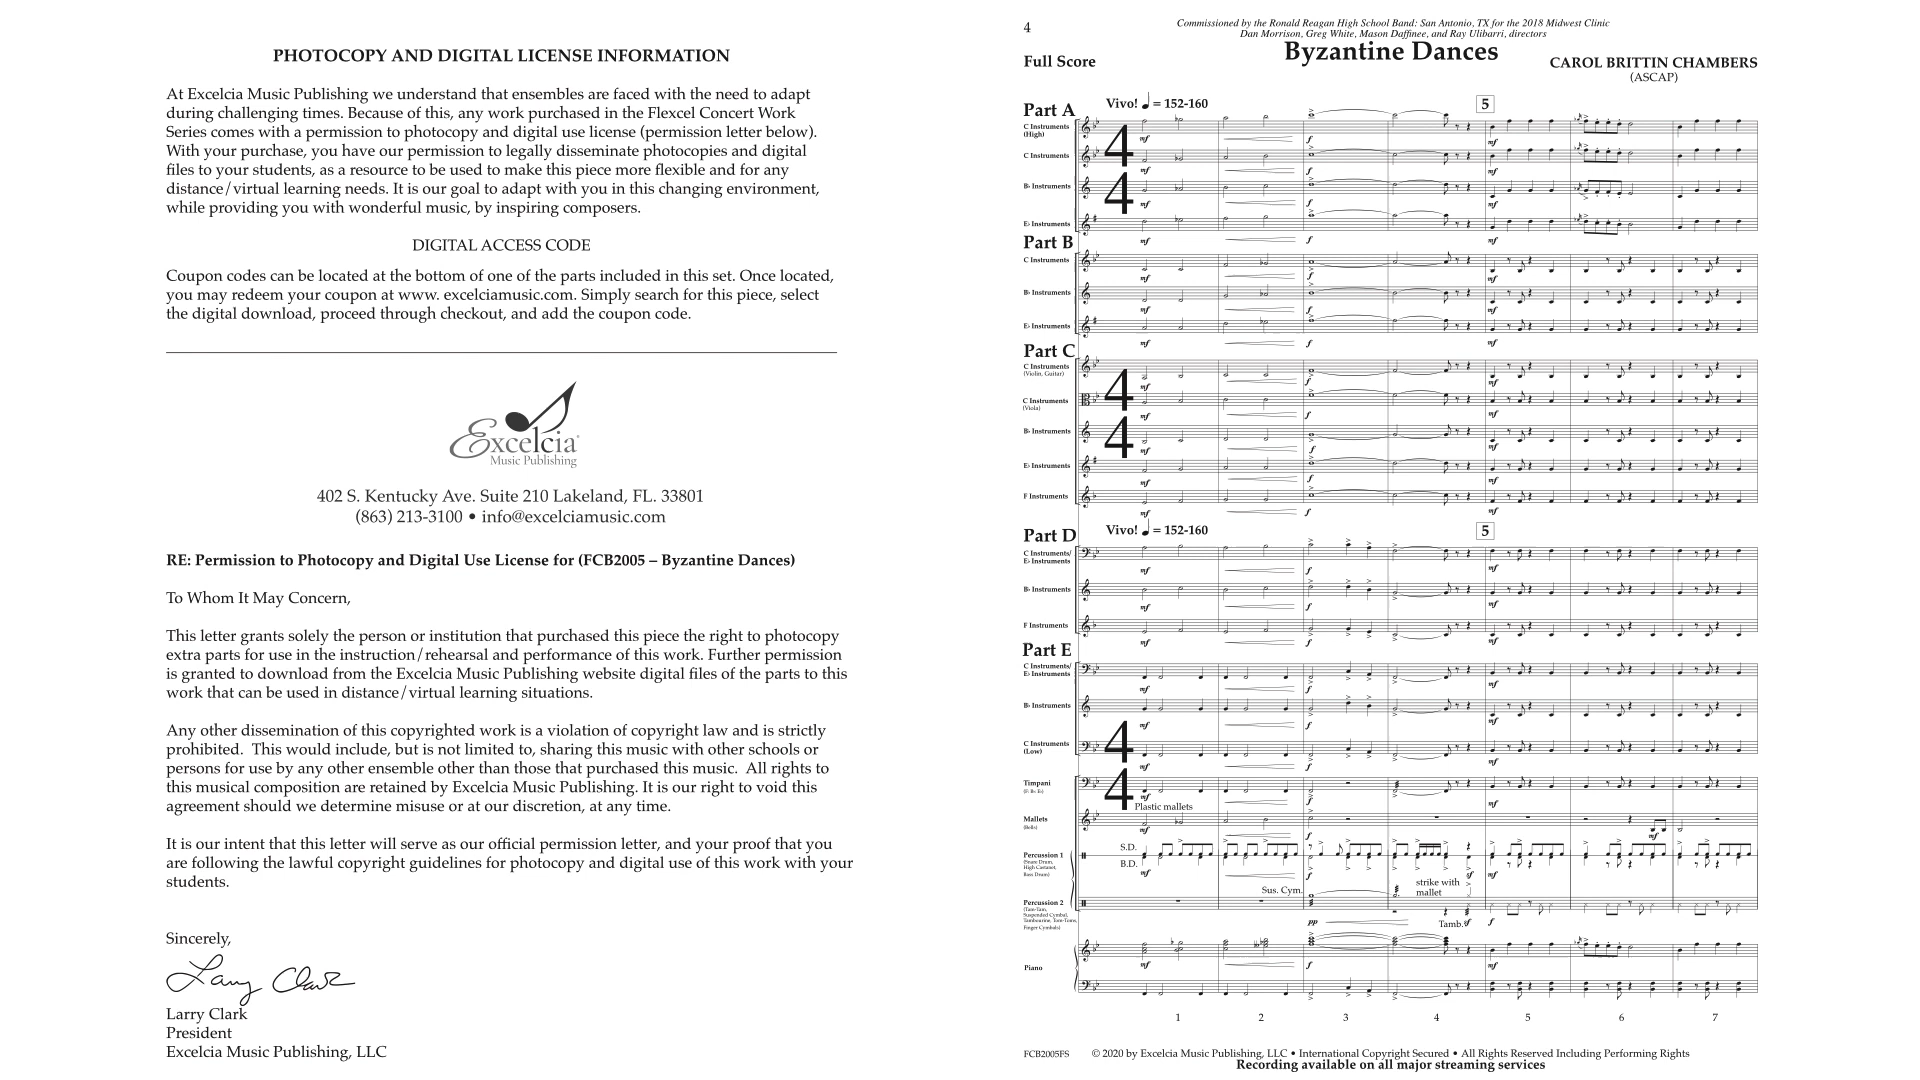 PHOTOCOPY AND DIGITAL LICENSE INFORMATION
At Excelcia Music Publishing we understand that ensembles are faced with the need to adapt
during challenging times. Because of this, any work purchased in the Flexcel Concert Work
Series comes with a permission to photocopy and digital use license (permission letter below).
With your purchase, you have our permission to legally disseminate photocopies and digital
files to your students, as a resource to be used to make this piece more flexible and for any
distance/virtual learning needs. It is our goal to adapt with you in this changing environment,
while providing you with wonderful music, by inspiring composers.
DIGITAL ACCESS CODE
Coupon codes can be located at the bottom of one of the parts included in this set. Once located,
you may redeem your coupon at www. excelciamusic.com. Simply search for this piece, select
the digital download, proceed through checkout, and add the coupon code.
Excelcia
Music Publishing
402 S. Kentucky Ave. Suite 210 Lakeland, FL. 33801
(863) 213-3100 • info@excelciamusic.com
RE: Permission to Photocopy and Digital Use License for (FCB2005 – Byzantine Dances)
To Whom It May Concern,
This letter grants solely the person or institution that purchased this piece the right to photocopy
extra parts for use in the instruction/rehearsal and performance of this work. Further permission
is granted to download from the Excelcia Music Publishing website digital files of the parts to this
work that can be used in distance/virtual learning situations.
Any other dissemination of this copyrighted work is a violation of copyright law and is strictly
prohibited.  This would include, but is not limited to, sharing this music with other schools or
persons for use by any other ensemble other than those that purchased this music.  All rights to
this musical composition are retained by Excelcia Music Publishing. It is our right to void this
agreement should we determine misuse or at our discretion, at any time.
It is our intent that this letter will serve as our official permission letter, and your proof that you
are following the lawful copyright guidelines for photocopy and digital use of this work with your
students.
Sincerely,
Larry Clark
Larry Clark
President
Excelcia Music Publishing, LLC
4
Commissioned by the Ronald Reagan High School Band: San Antonio, TX for the 2018 Midwest Clinic
Dan Morrison, Greg White, Mason Daffinee, and Ray Ulibarri, directors
Byzantine Dances
Full Score
CAROL BRITTIN CHAMBERS
(ASCAP)
Vivo! ♩ = 152-160
5
Part A
C Instruments
(High)
C Instruments
B♭ Instruments
E♭ Instruments
Part B
C Instruments
B♭ Instruments
E♭ Instruments
Part C
C Instruments
(Violin, Guitar)
C Instruments
(Viola)
B♭ Instruments
E♭ Instruments
F Instruments
Vivo! ♩ = 152-160
5
Part D
C Instruments/
E♭ Instruments
B♭ Instruments
F Instruments
Part E
C Instruments/
E♭ Instruments
B♭ Instruments
C Instruments
(Low)
Timpani
(F, B♭, E♭)
Plastic mallets
Mallets
(Bells)
S.D.
B.D.
Percussion 1
(Snare Drum,
High Castanet,
Bass Drum)
Sus. Cym.
strike with
mallet
Percussion 2
(Tam-Tam,
Suspended Cymbal,
Tambourine, Tom-Toms,
Finger Cymbals)
Tamb.
Piano
1 2 3 4 5 6 7
FCB2005FS
© 2020 by Excelcia Music Publishing, LLC • International Copyright Secured • All Rights Reserved Including Performing Rights
Recording available on all major streaming services